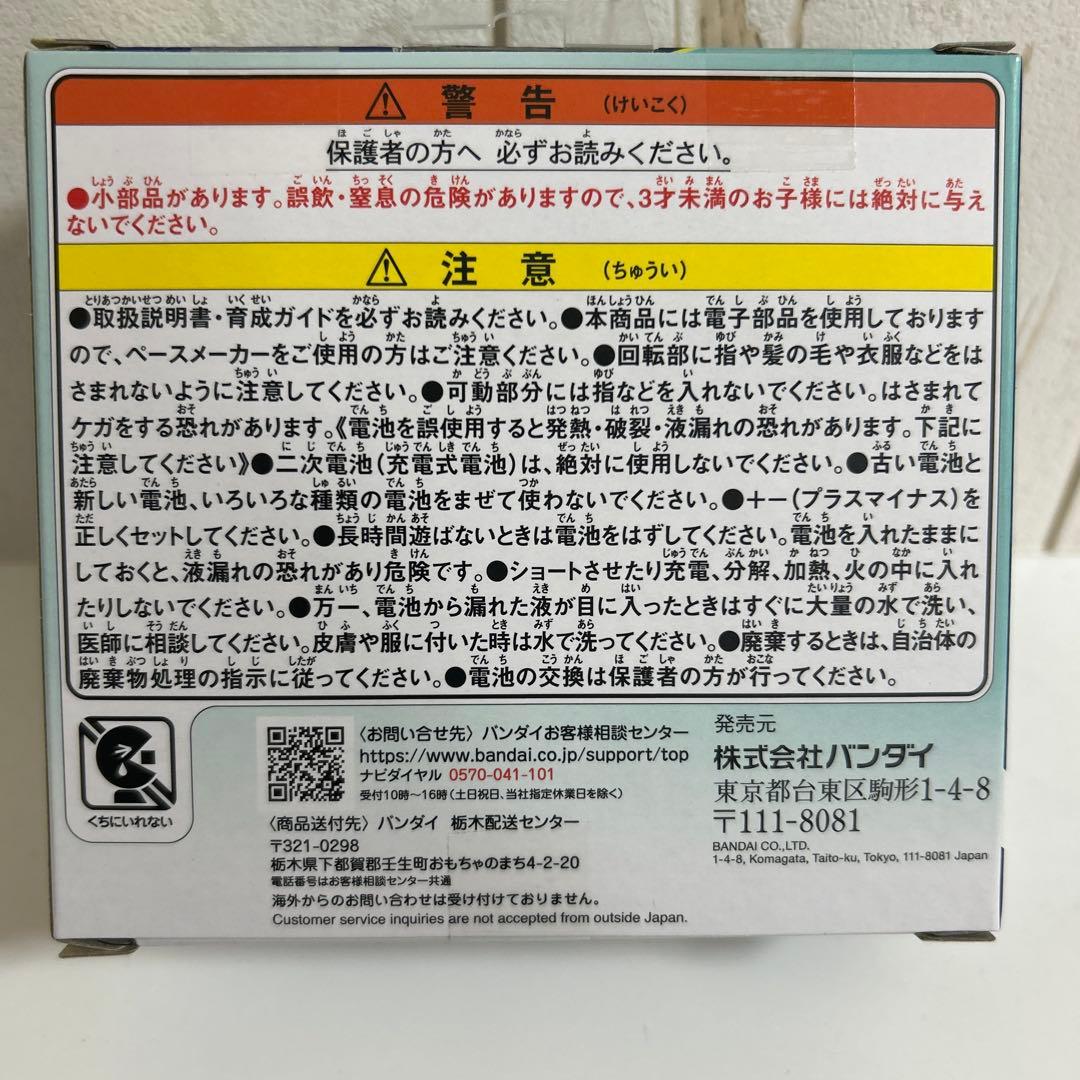 ⚠ 警告 (けいこく)
保護者の方へ 必ずお読みください。
●小部品があります。誤飲・窒息の危険がありますので、3才未満のお子様には絶対に与え
ないでください。
⚠ 注意 (ちゅうい)
●取扱説明書・育成ガイドを必ずお読みください。●本商品には電子部品を使用しております
ので、ペースメーカーをご使用の方はご注意ください。●回転部に指や髪の毛や衣服などをは
さまれないように注意してください。●可動部分には指などを入れないでください。はさまれて
ケガをする恐れがあります。《電池を誤使用すると発熱・破裂・液漏れの恐れがあります。下記に
注意してください》●二次電池(充電式電池)は、絶対に使用しないでください。●古い電池と
新しい電池、いろいろな種類の電池をまぜて使わないでください。●+−(プラスマイナス)を
正しくセットしてください。●長時間遊ばないときは電池をはずしてください。電池を入れたままに
しておくと、液漏れの恐れがあり危険です。●ショートさせたり充電、分解、加熱、火の中に入れ
たりしないでください。●万一、電池から漏れた液が目に入ったときはすぐに大量の水で洗い、
医師に相談してください。皮膚や服に付いた時は水で洗ってください。●廃棄するときは、自治体の
廃棄物処理の指示に従ってください。●電池の交換は保護者の方が行ってください。
くちにいれない
〈お問い合せ先〉バンダイお客様相談センター
https://www.bandai.co.jp/support/top
ナビダイヤル 0570-041-101
受付10時〜16時(土日祝日、当社指定休業日を除く)
〈商品送付先〉バンダイ 栃木配送センター
〒321-0298
栃木県下都賀郡壬生町おもちゃのまち4-2-20
電話番号はお客様相談センター共通
海外からのお問い合わせは受け付けておりません。
Customer service inquiries are not accepted from outside Japan.
発売元
株式会社バンダイ
東京都台東区駒形1-4-8
〒111-8081
BANDAI CO.,LTD.
1-4-8, Komagata, Taito-ku, Tokyo, 111-8081 Japan